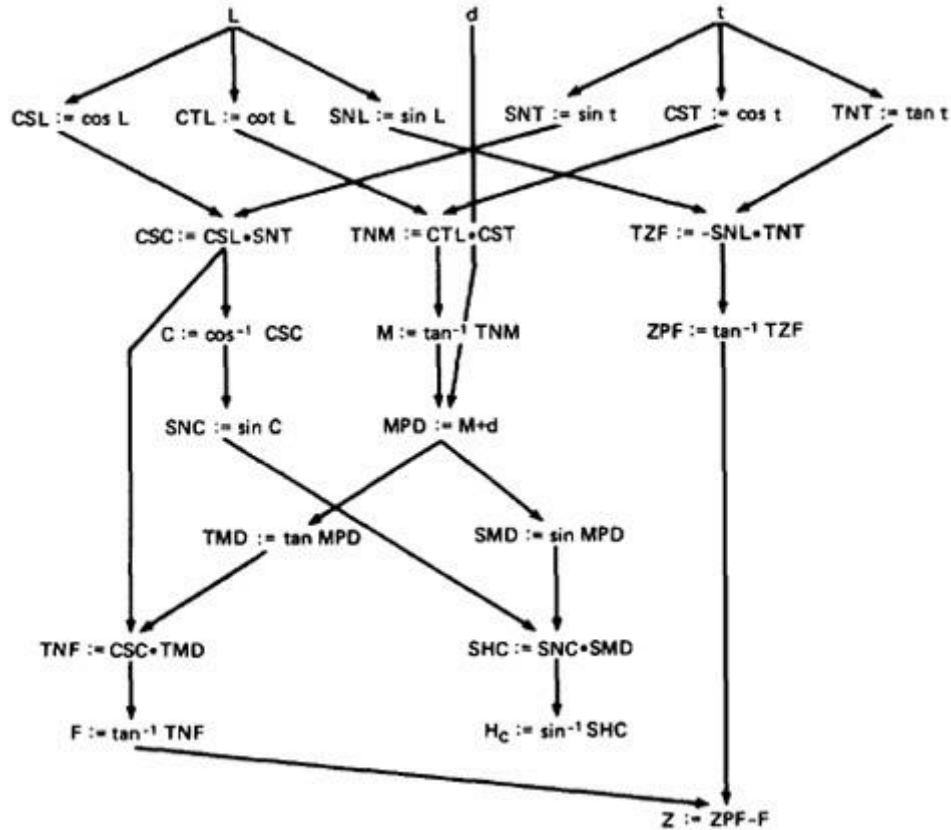 L d t
CSL := cos L CTL := cot L SNL := sin L SNT := sin t CST := cos t TNT := tan t
CSC := CSL•SNT TNM := CTL•CST TZF := -SNL•TNT
C := cos⁻¹ CSC M := tan⁻¹ TNM ZPF := tan⁻¹ TZF
SNC := sin C MPD := M+d
TMD := tan MPD SMD := sin MPD
TNF := CSC•TMD SHC := SNC•SMD
F := tan⁻¹ TNF H_C := sin⁻¹ SHC
Z := ZPF-F